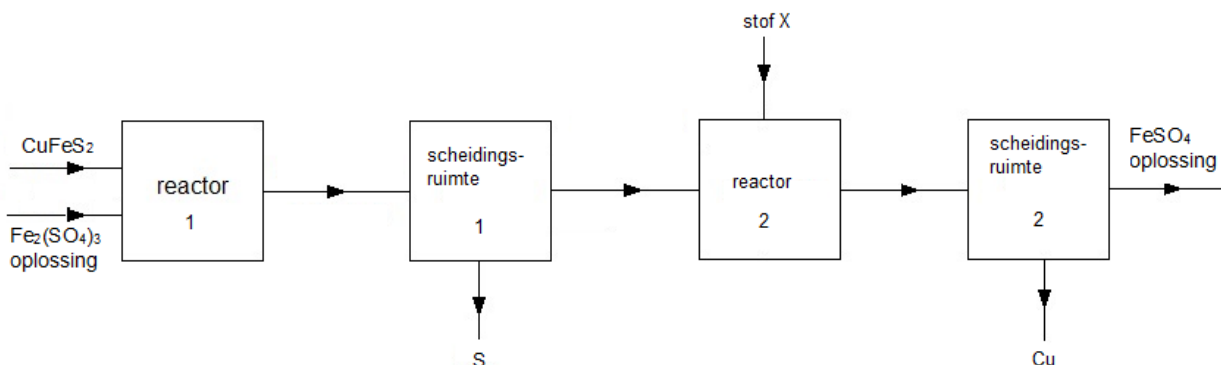 stof X
CuFeS₂
Fe₂(SO₄)₃
oplossing
reactor
1
scheidings-
ruimte
1
S
reactor
2
scheidings-
ruimte
2
Cu
FeSO₄
oplossing